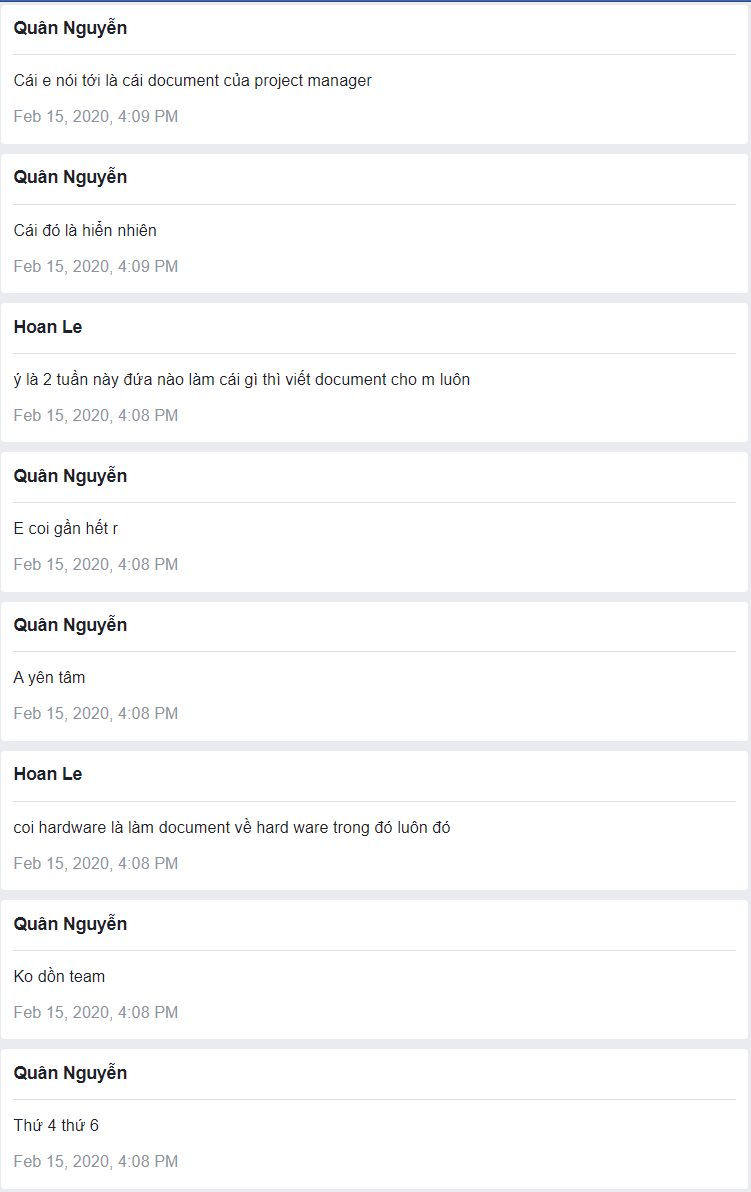 Quân Nguyễn
Cái e nói tới là cái document của project manager
Feb 15, 2020, 4:09 PM
Quân Nguyễn
Cái đó là hiển nhiên
Feb 15, 2020, 4:09 PM
Hoan Le
ý là 2 tuần này đứa nào làm cái gì thì viết document cho m luôn
Feb 15, 2020, 4:08 PM
Quân Nguyễn
E coi gần hết r
Feb 15, 2020, 4:08 PM
Quân Nguyễn
A yên tâm
Feb 15, 2020, 4:08 PM
Hoan Le
coi hardware là làm document về hard ware trong đó luôn đó
Feb 15, 2020, 4:08 PM
Quân Nguyễn
Ko dồn team
Feb 15, 2020, 4:08 PM
Quân Nguyễn
Thứ 4 thứ 6
Feb 15, 2020, 4:08 PM